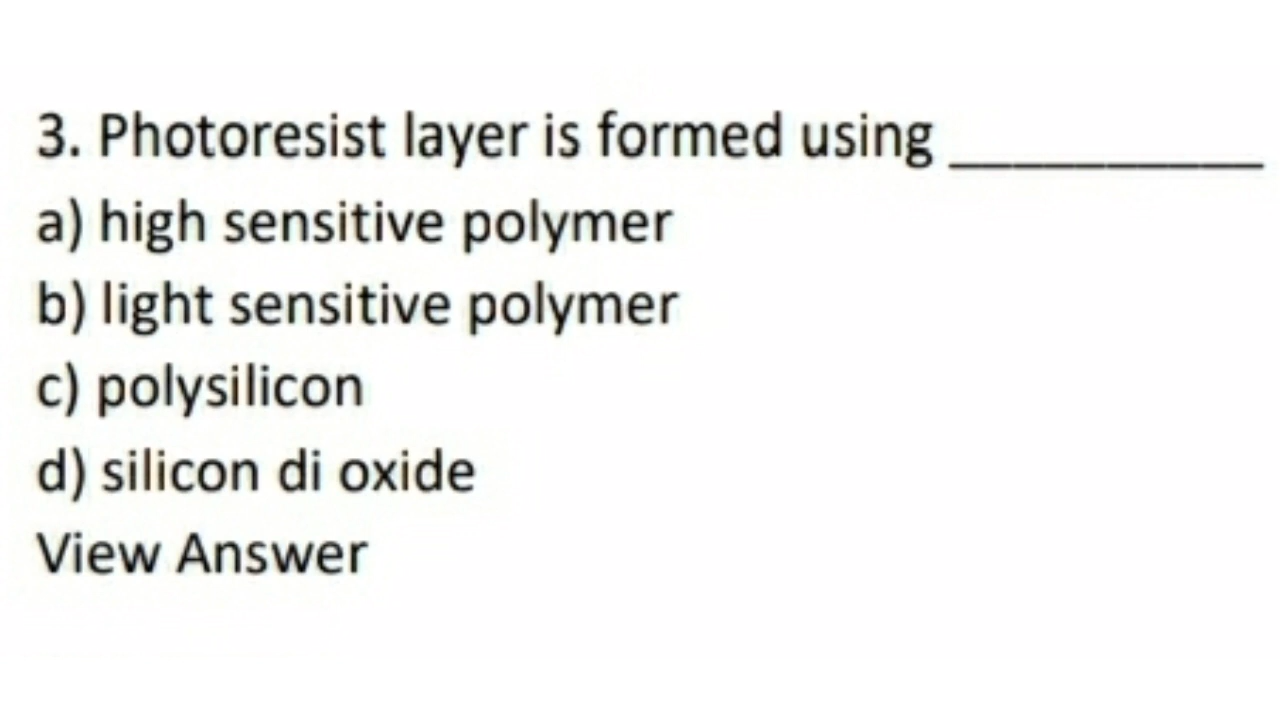 3. Photoresist layer is formed using __________
a) high sensitive polymer
b) light sensitive polymer
c) polysilicon
d) silicon di oxide
View Answer